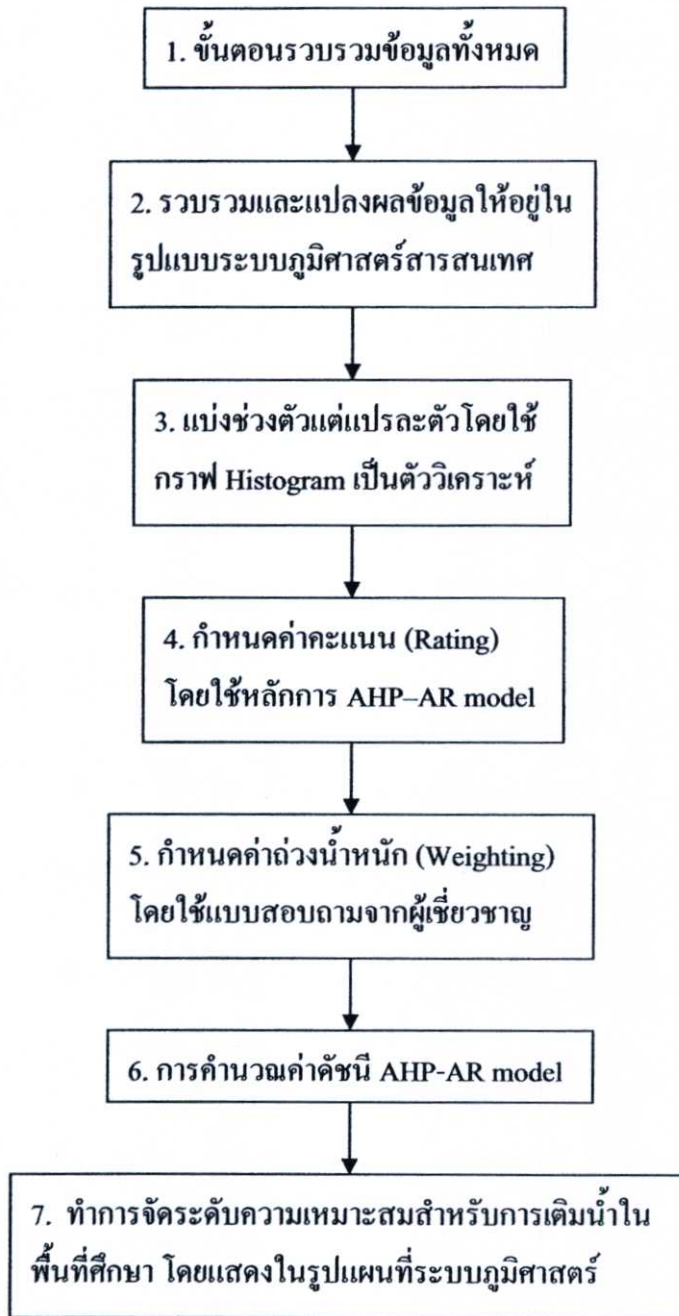 1. ขั้นตอนรวบรวมข้อมูลทั้งหมด
2. รวบรวมและแปลงผลข้อมูลให้อยู่ใน
รูปแบบระบบภูมิศาสตร์สารสนเทศ
3. แบ่งช่วงตัวแต่แปรละตัวโดยใช้
กราฟ Histogram เป็นตัววิเคราะห์
4. กำหนดค่าคะแนน (Rating)
โดยใช้หลักการ AHP–AR model
5. กำหนดค่าถ่วงน้ำหนัก (Weighting)
โดยใช้แบบสอบถามจากผู้เชี่ยวชาญ
6. การคำนวณค่าดัชนี AHP-AR model
7. ทำการจัดระดับความเหมาะสมสำหรับการเติมน้ำใน
พื้นที่ศึกษา โดยแสดงในรูปแผนที่ระบบภูมิศาสตร์